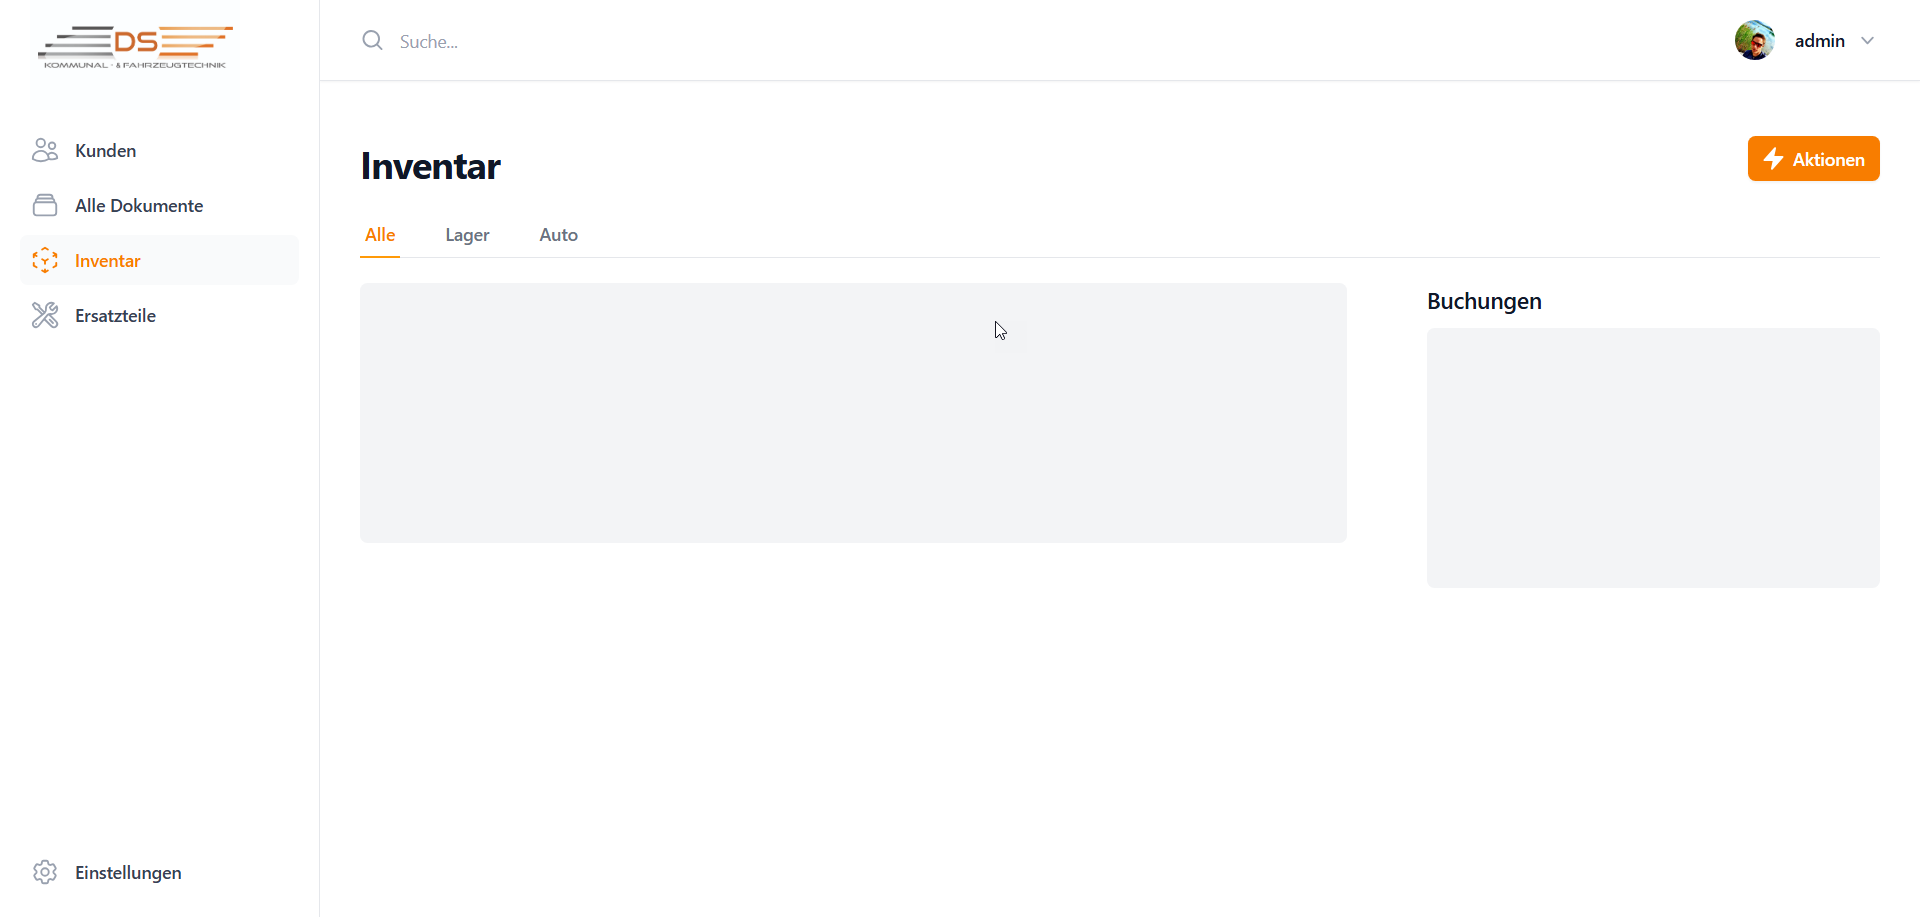 DS
KOMMUNAL - & FAHRZEUGTECHNIK
Suche...
admin
Kunden
Alle Dokumente
Inventar
Ersatzteile
Einstellungen
Inventar
Aktionen
Alle
Lager
Auto
Buchungen